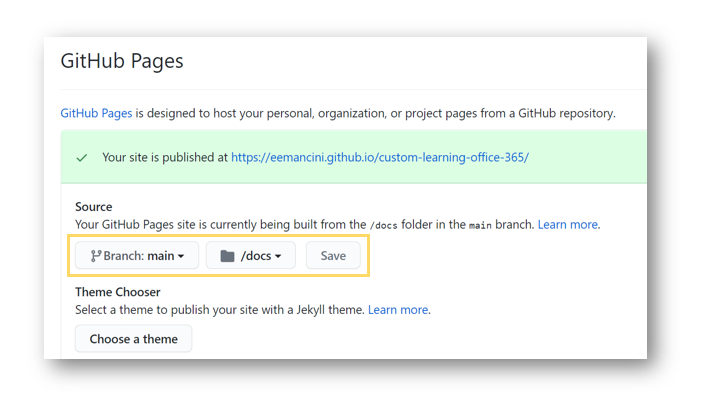 GitHub Pages
GitHub Pages is designed to host your personal, organization, or project pages from a GitHub repository.
Your site is published at https://eemancini.github.io/custom-learning-office-365/
Source
Your GitHub Pages site is currently being built from the /docs folder in the main branch. Learn more.
Branch: main /docs Save
Theme Chooser
Select a theme to publish your site with a Jekyll theme. Learn more.
Choose a theme